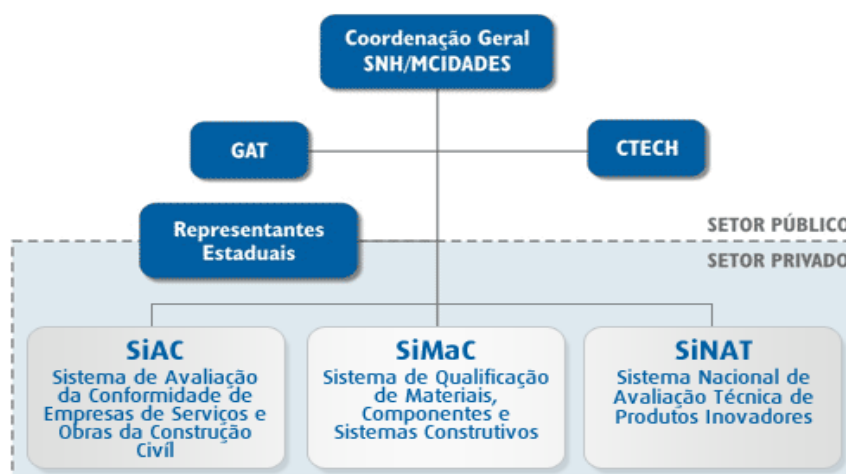 Coordenação Geral
SNH/MCIDADES
GAT
CTECH
Representantes
Estaduais
SETOR PÚBLICO
SETOR PRIVADO
SiAC
Sistema de Avaliação
da Conformidade de
Empresas de Serviços e
Obras da Construção
Civíl
SiMaC
Sistema de Qualificação
de Materiais,
Componentes e
Sistemas Construtivos
SiNAT
Sistema Nacional de
Avaliação Técnica de
Produtos Inovadores